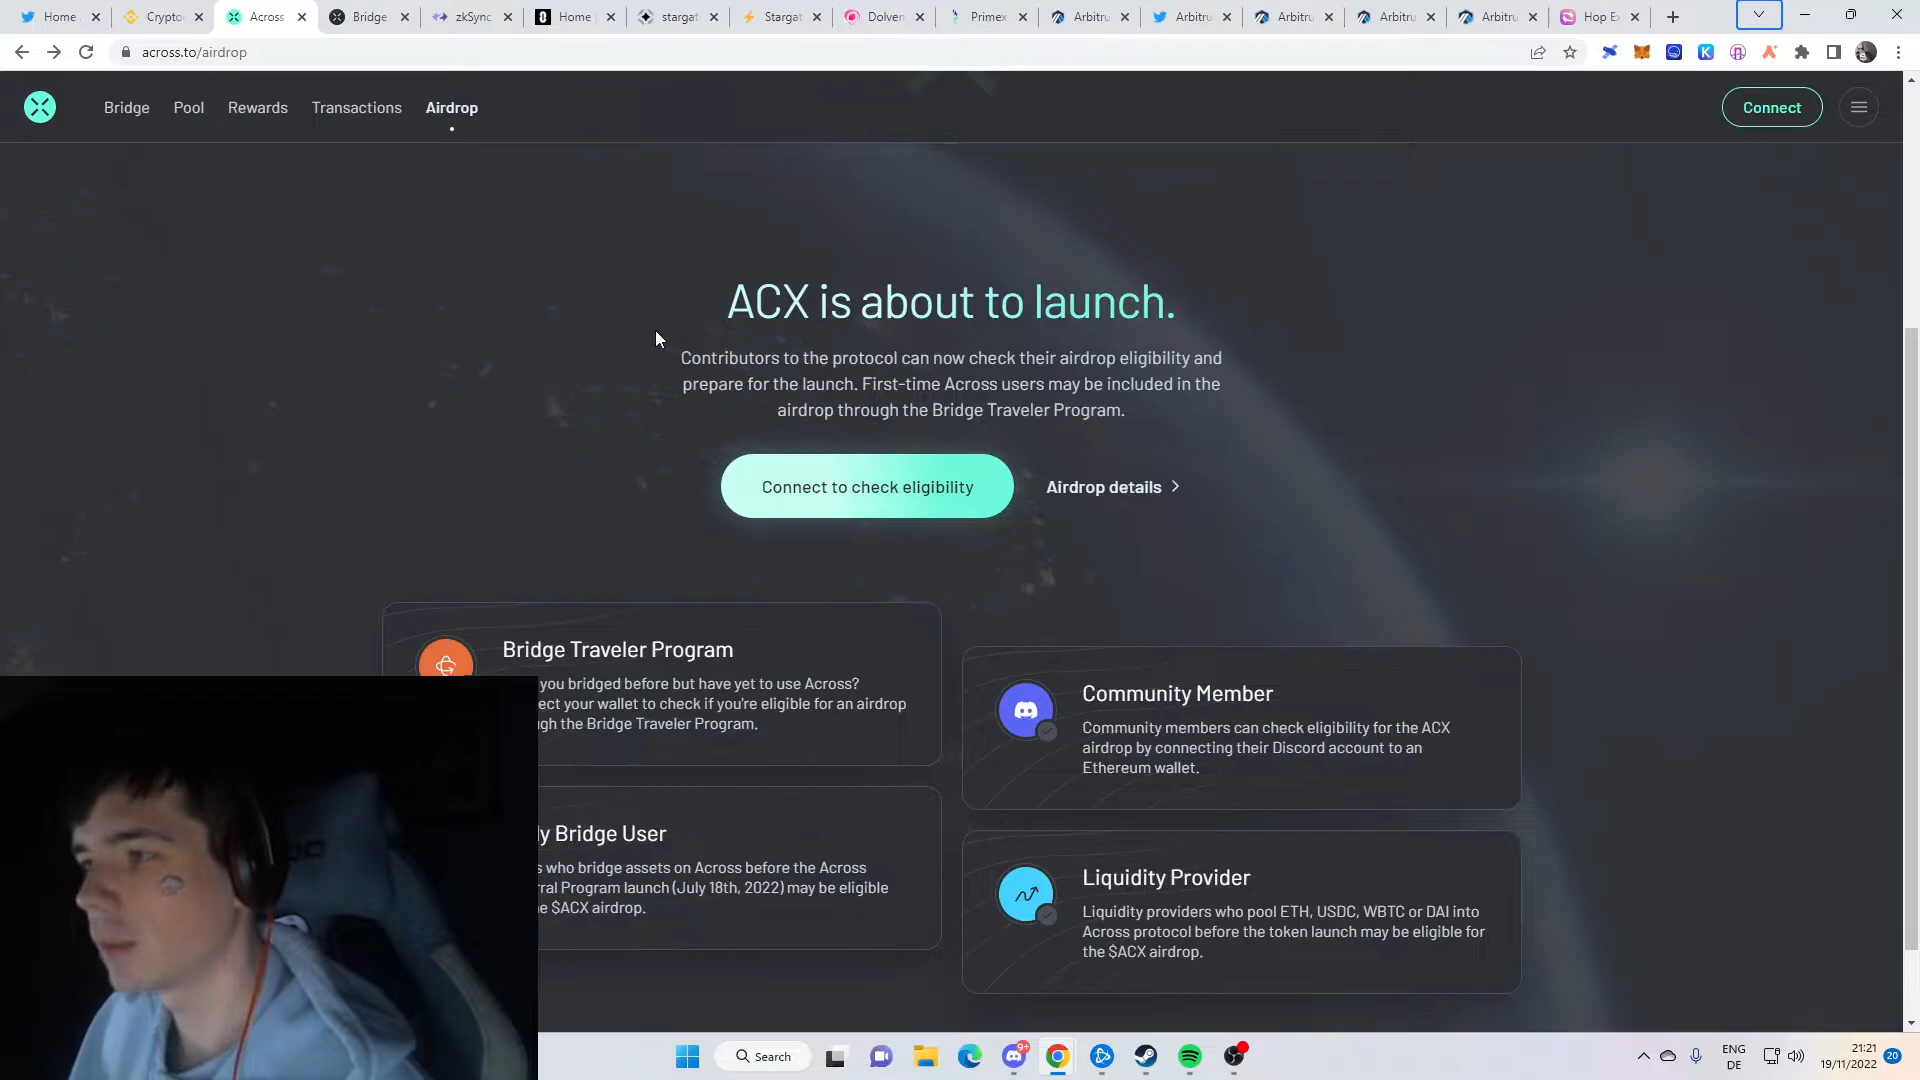 Home
Crypto
Across
Bridge
zkSync
Home
stargat
Stargat
Dolven
Primex
Arbitru
Arbitru
Arbitru
Arbitru
Arbitru
Hop E
across.to/airdrop
Bridge
Pool
Rewards
Transactions
Airdrop
Connect
ACX is about to launch.
Contributors to the protocol can now check their airdrop eligibility and
prepare for the launch. First-time Across users may be included in the
airdrop through the Bridge Traveler Program.
Connect to check eligibility
Airdrop details
Bridge Traveler Program
you bridged before but have yet to use Across?
ect your wallet to check if you're eligible for an airdrop
gh the Bridge Traveler Program.
Community Member
Community members can check eligibility for the ACX
airdrop by connecting their Discord account to an
Ethereum wallet.
ly Bridge User
s who bridge assets on Across before the Across
rral Program launch (July 18th, 2022) may be eligible
e $ACX airdrop.
Liquidity Provider
Liquidity providers who pool ETH, USDC, WBTC or DAI into
Across protocol before the token launch may be eligible for
the $ACX airdrop.
Search
9+
ENG
DE
21:21
19/11/2022
20